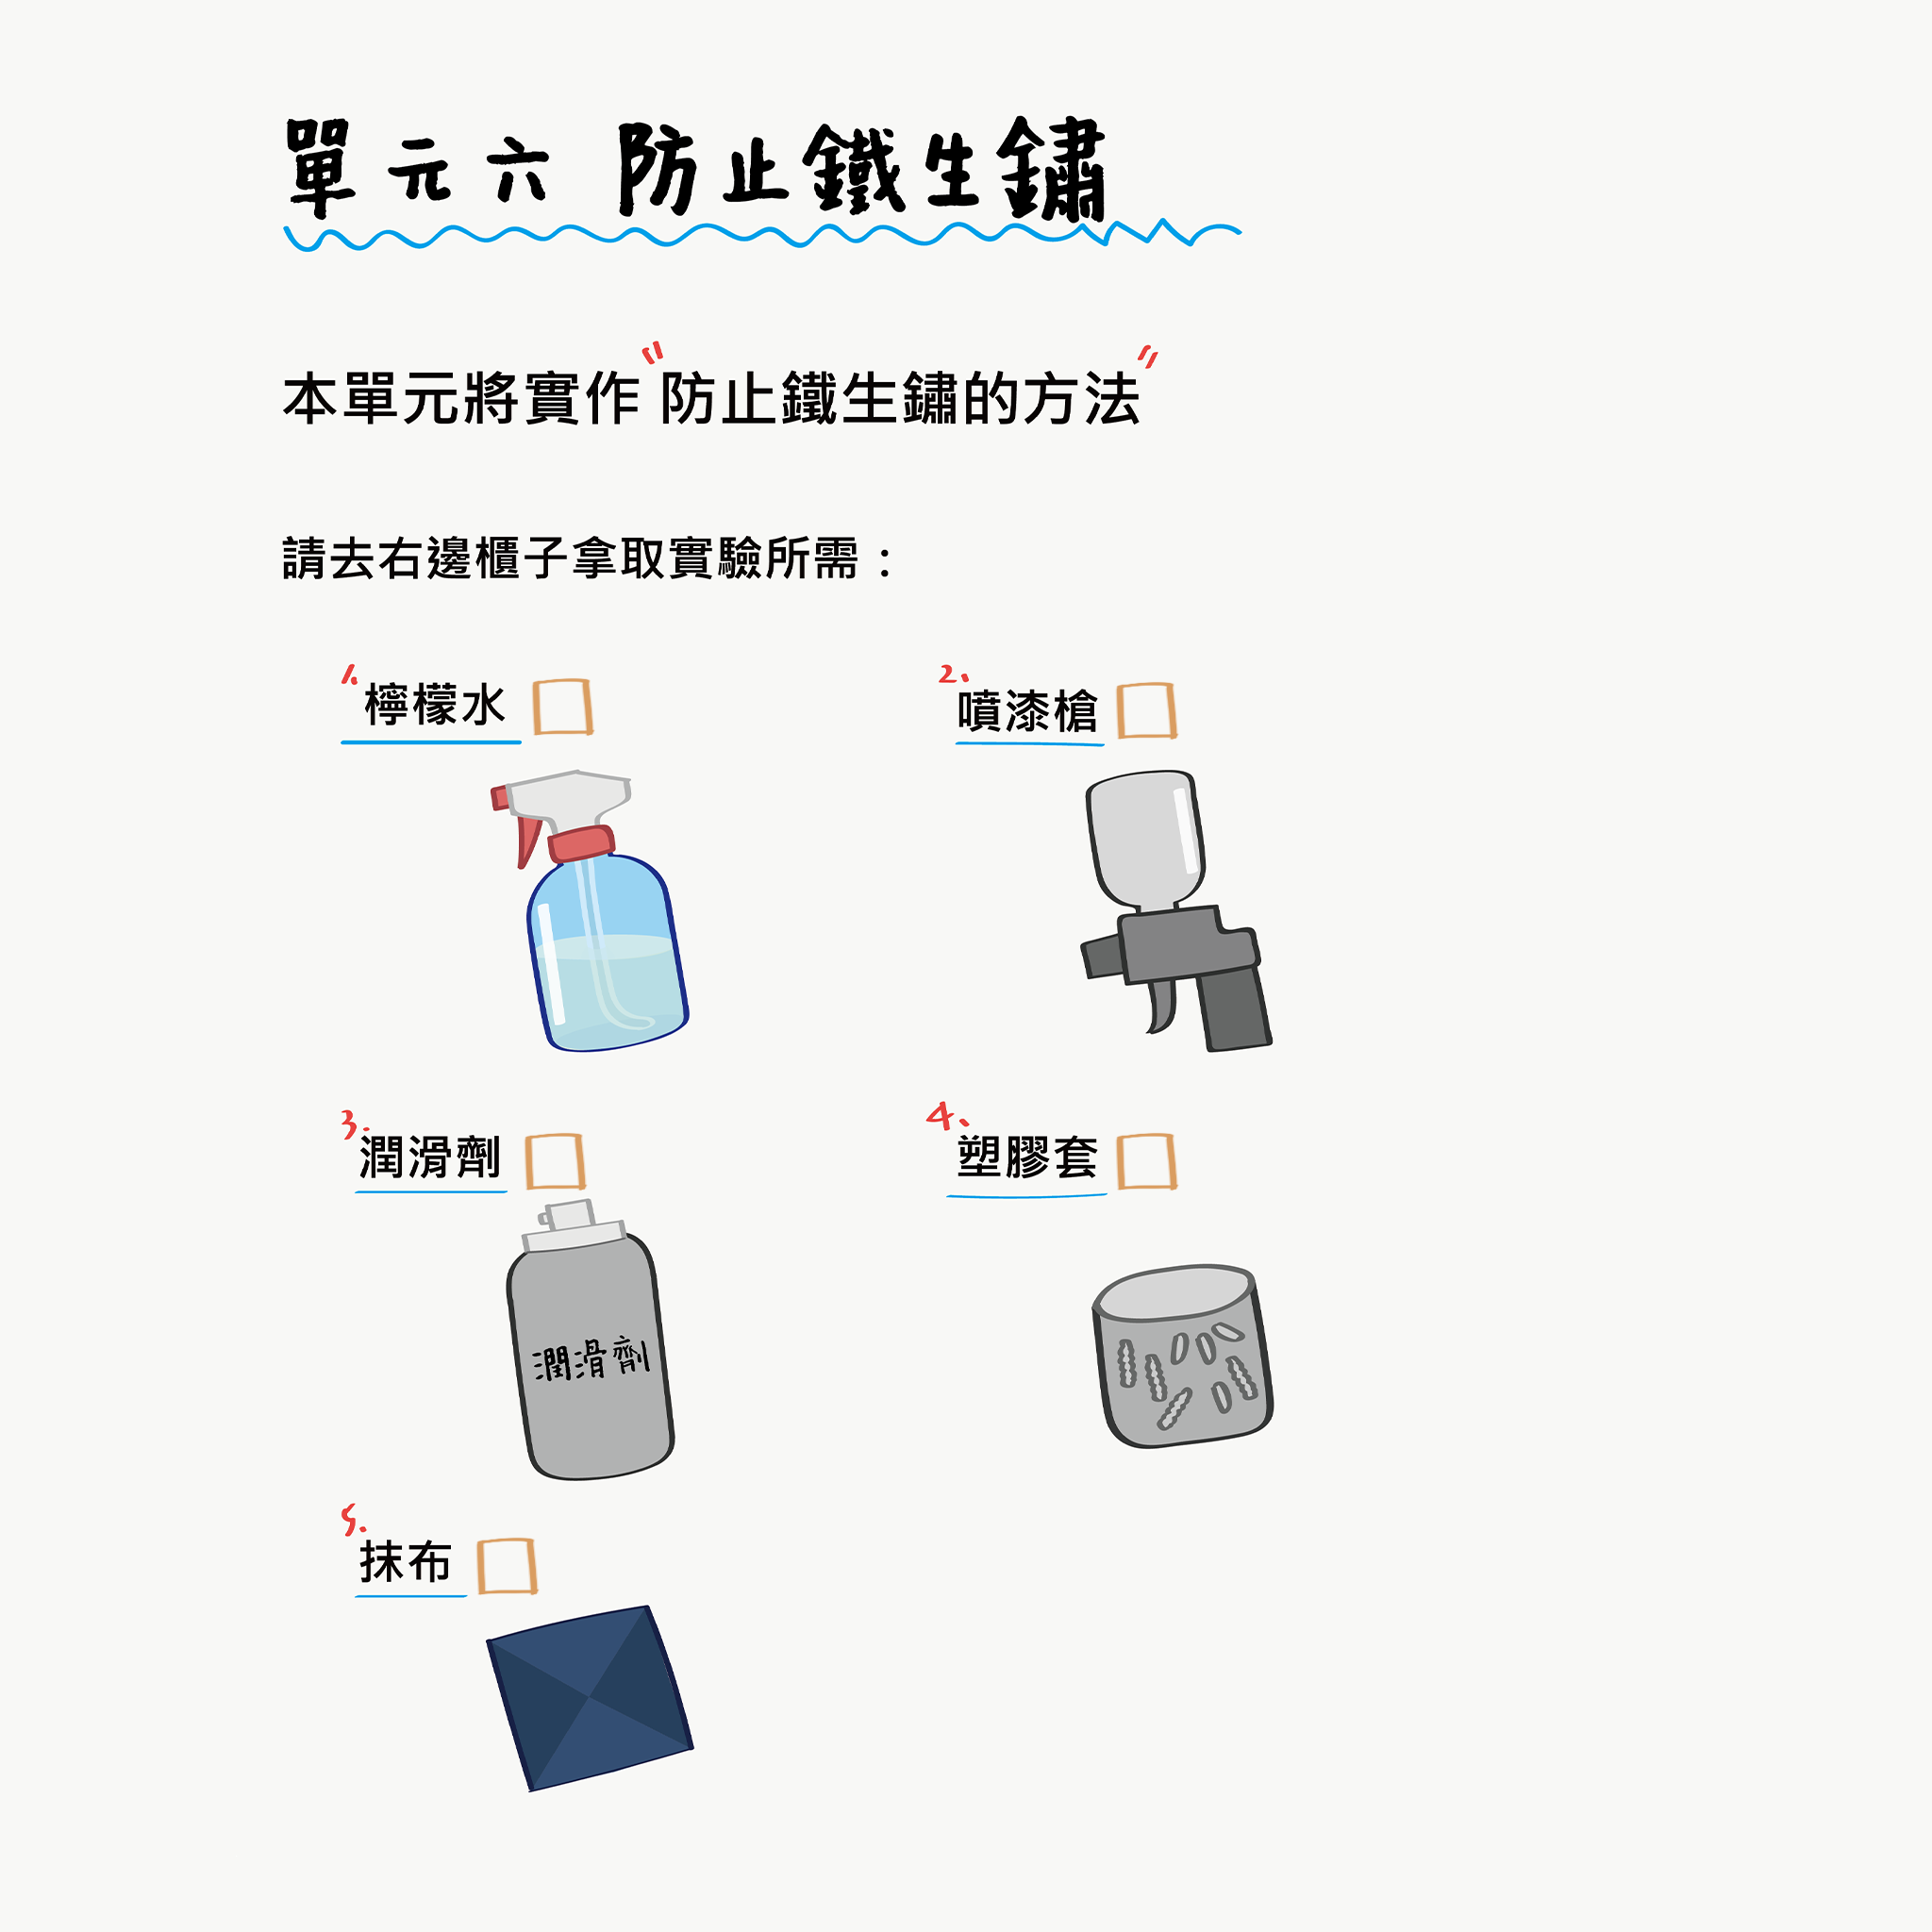 單元六 防止鐵生鏽
本單元將實作"防止鐵生鏽的方法"
請去右邊櫃子拿取實驗所需：
1. 檸檬水
2. 噴漆槍
3. 潤滑劑
潤滑劑
4、塑膠套
5. 抹布